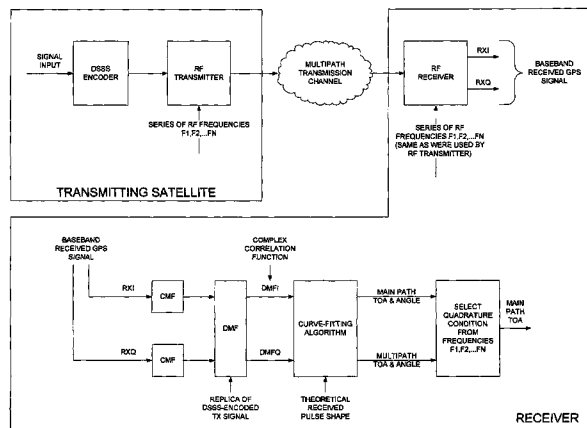 SIGNAL
INPUT
DSSS
ENCODER
RF
TRANSMITTER
SERIES OF RF FREQUENCIES
F1,F2,...FN
TRANSMITTING SATELLITE
MULTIPATH
TRANSMISSION
CHANNEL
RF
RECEIVER
RXI
RXQ
BASEBAND
RECEIVED GPS
SIGNAL
SERIES OF RF
FREQUENCIES F1,F2,...FN
(SAME AS WERE USED BY
RF TRANSMITTER)
BASEBAND
RECEIVED GPS
SIGNAL
RXI
CMF
RXQ
CMF
DMF
REPLICA OF
DSSS-ENCODED
TX SIGNAL
COMPLEX
CORRELATION
FUNCTION
DMFI
DMFQ
CURVE-FITTING
ALGORITHM
THEORETICAL
RECEIVED
PULSE SHAPE
MAIN PATH
TOA & ANGLE
MULTIPATH
TOA & ANGLE
SELECT
QUADRATURE
CONDITION
FROM
FREQUENCIES
F1,F2,...FN
MAIN
PATH
TOA
RECEIVER